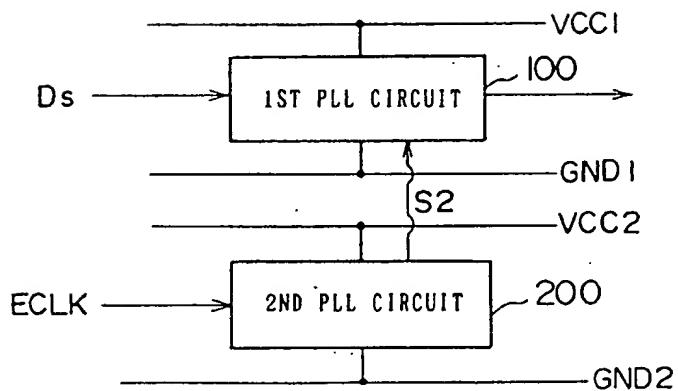 VCC1
100
Ds
1ST PLL CIRCUIT
GND1
S2
VCC2
ECLK
2ND PLL CIRCUIT
200
GND2